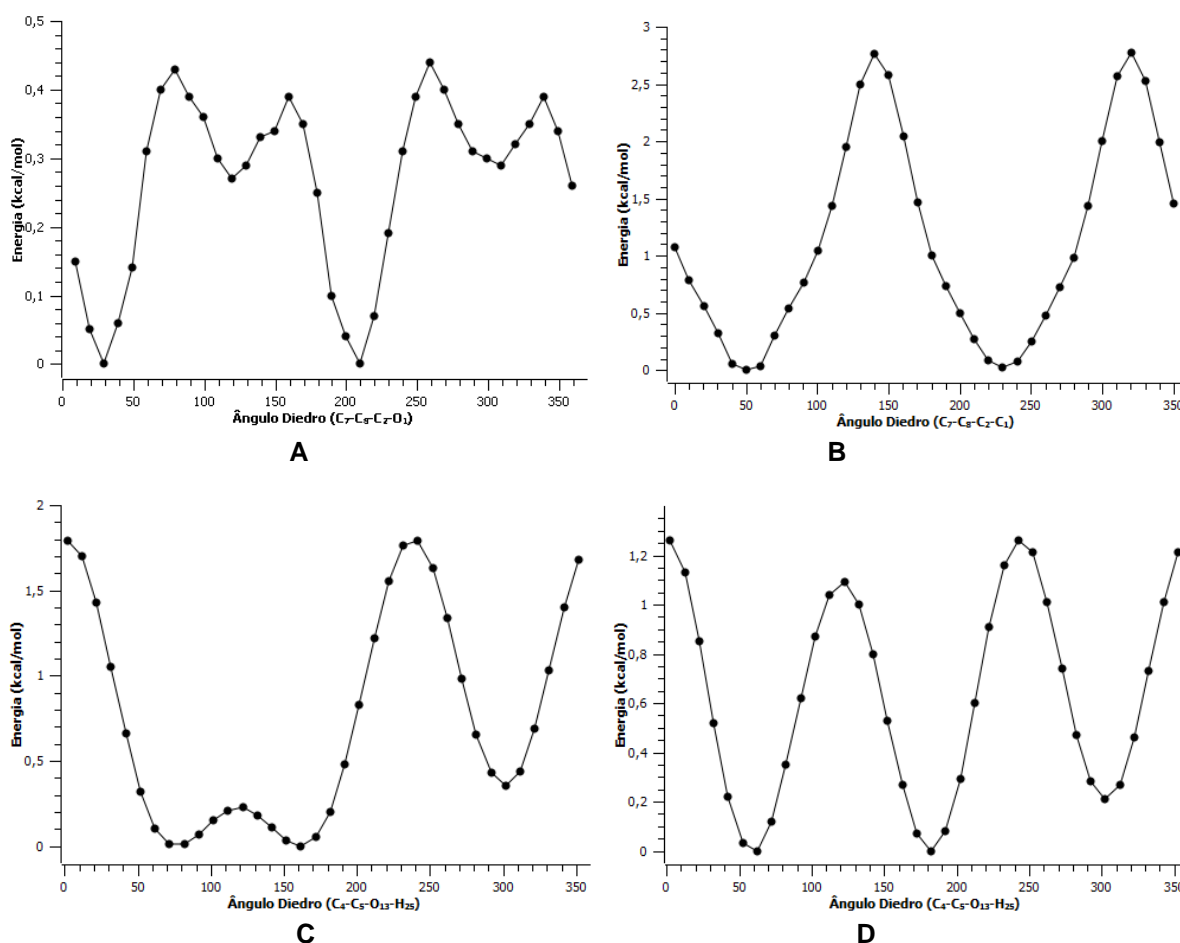 0,5
0,4
0,3
0,2
0,1
0
Energia (kcal/mol)
0 50 100 150 200 250 300 350
Ângulo Diedro (C₇-C₈-C₂-O₁)
A
3
2,5
2
1,5
1
0,5
0
Energia (kcal/mol)
0 50 100 150 200 250 300 350
Ângulo Diedro (C₇-C₈-C₂-C₁)
B
2
1,5
1
0,5
0
Energia (kcal/mol)
0 50 100 150 200 250 300 350
Ângulo Diedro (C₄-C₅-O₁₃-H₂₅)
C
1,2
1
0,8
0,6
0,4
0,2
0
Energia (kcal/mol)
0 50 100 150 200 250 300 350
Ângulo Diedro (C₄-C₅-O₁₃-H₂₅)
D